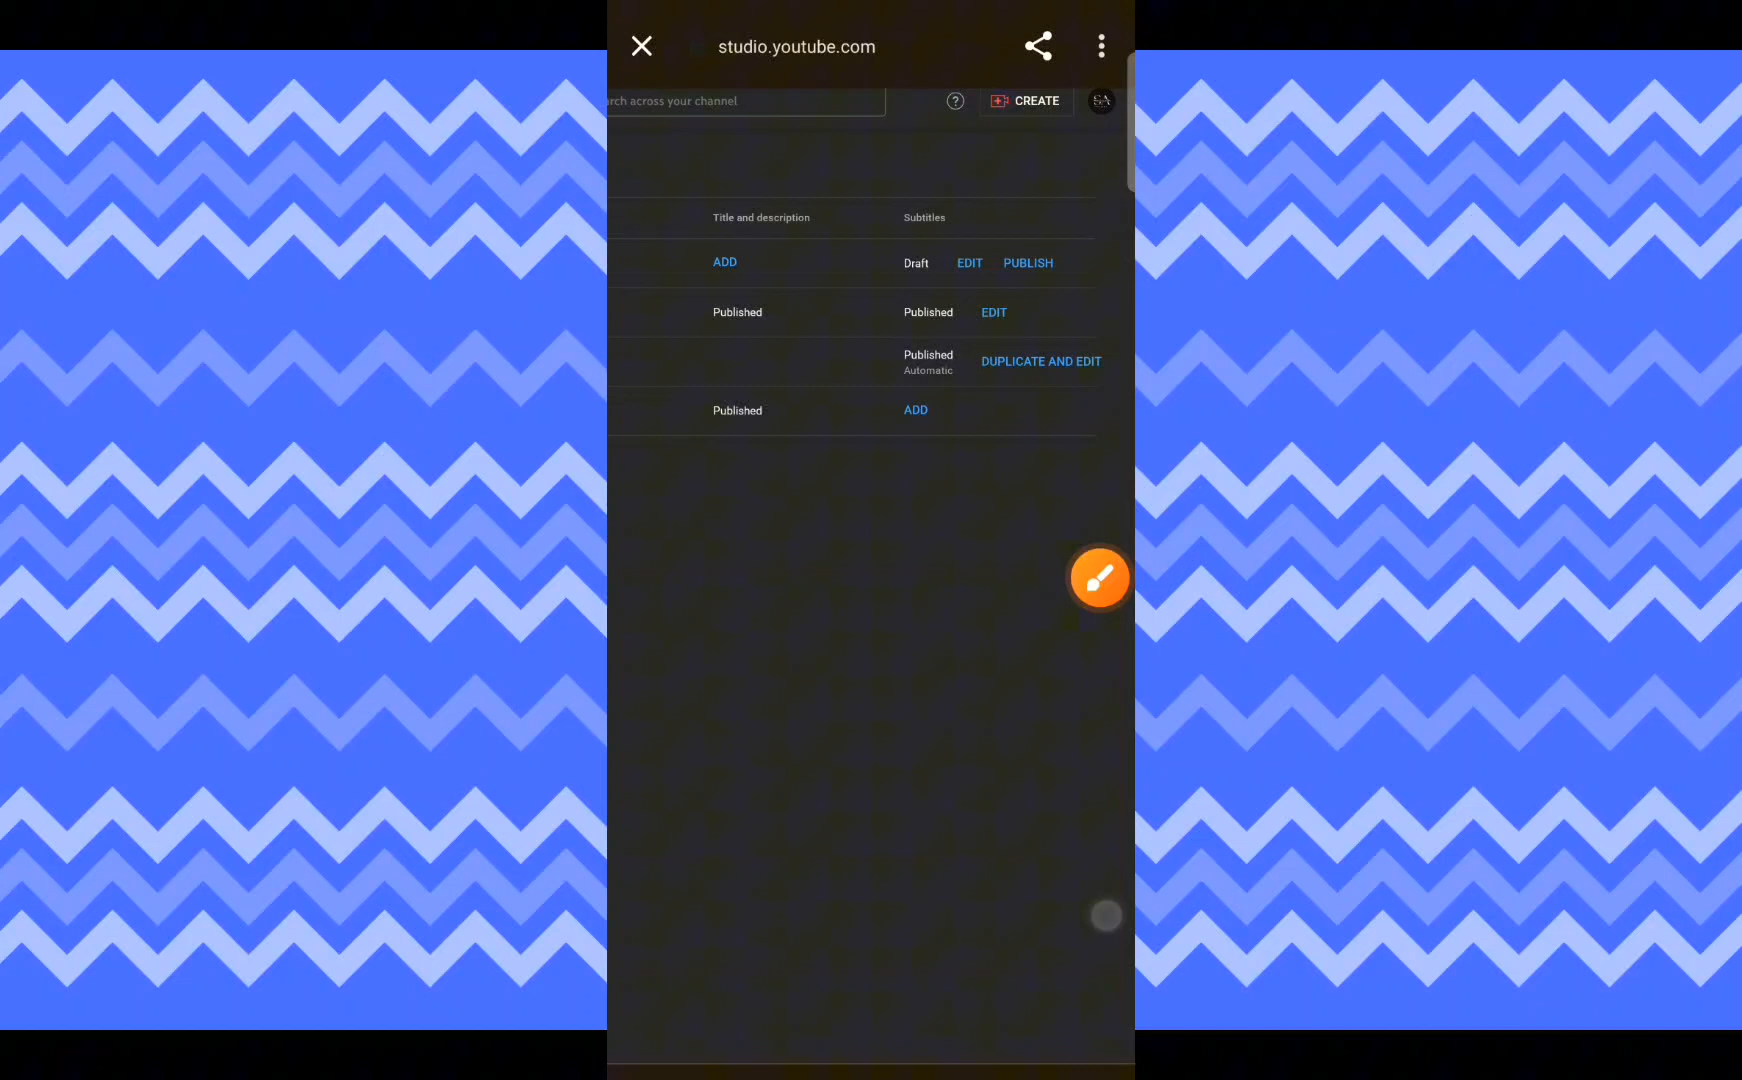 studio.youtube.com
rch across your channel
CREATE
SA
Title and description Subtitles
ADD Draft EDIT PUBLISH
Published Published EDIT
Published DUPLICATE AND EDIT
Automatic
Published ADD